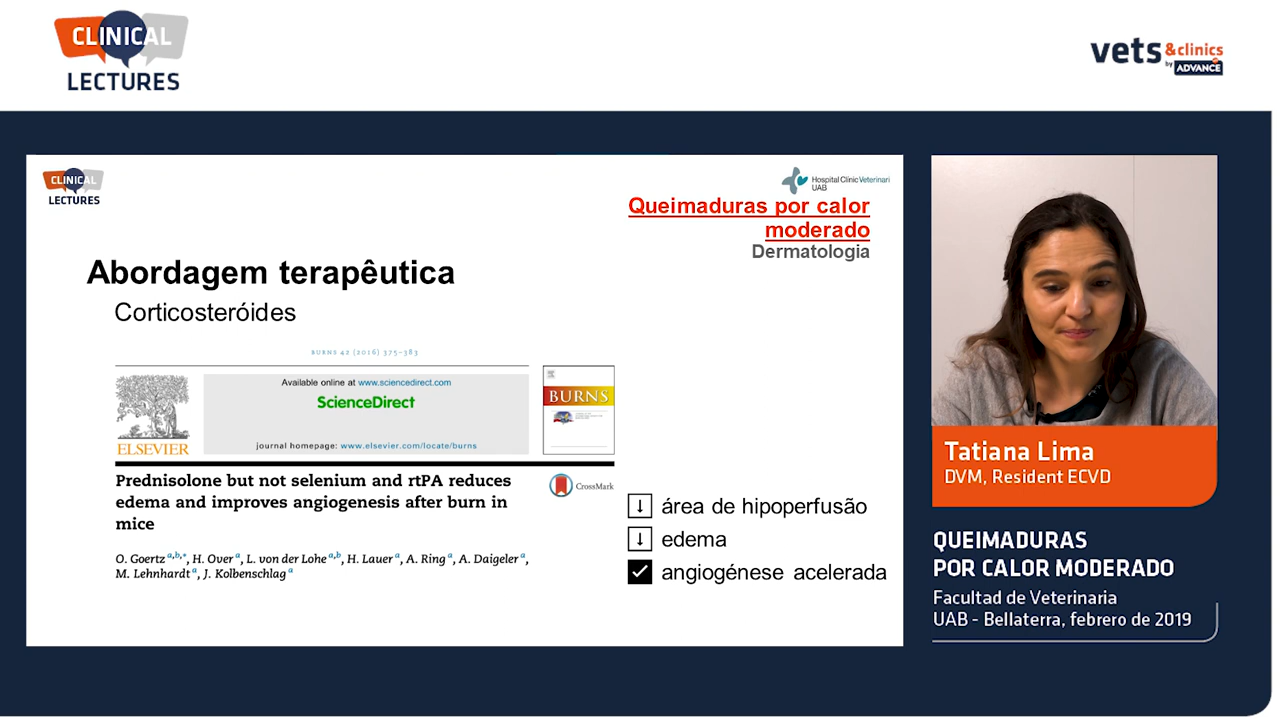 CLINICAL
LECTURES
vets &clinics
by ADVANCE
CLINICAL
LECTURES
Hospital Clínic Veterinari
UAB
Queimaduras por calor
moderado
Dermatologia
Abordagem terapêutica
Corticosteróides
BURNS 42 (2016) 375–383
Available online at www.sciencedirect.com
ScienceDirect
journal homepage: www.elsevier.com/locate/burns
ELSEVIER
BURNS
Prednisolone but not selenium and rtPA reduces
edema and improves angiogenesis after burn in
mice
CrossMark
O. Goertz a,b,*, H. Over a, L. von der Lohe a,b, H. Lauer a, A. Ring a, A. Daigeler a,
M. Lehnhardt a, J. Kolbenschlag a
↓ área de hipoperfusão
↓ edema
✓ angiogénese acelerada
Tatiana Lima
DVM, Resident ECVD
QUEIMADURAS
POR CALOR MODERADO
Facultad de Veterinaria
UAB - Bellaterra, febrero de 2019